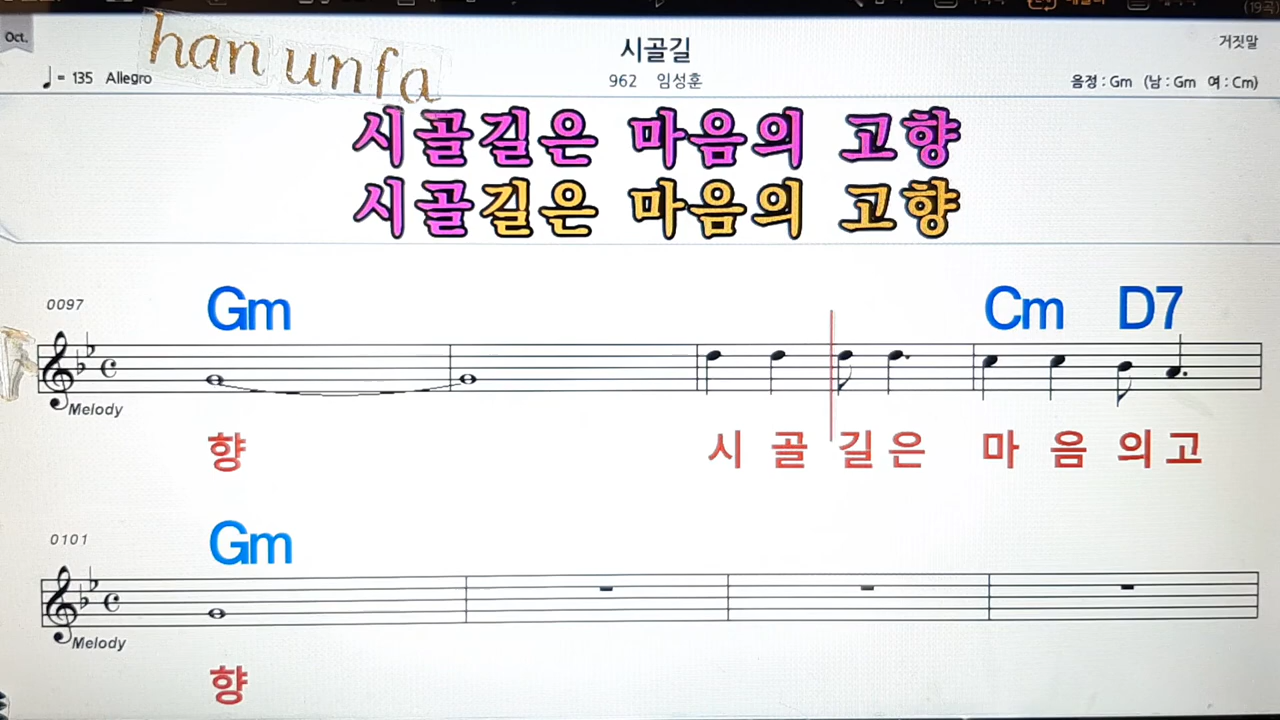 (19곡)
Oct.
han unfa
시골길
거짓말
♩= 135 Allegro
962 임성훈
음정 : Gm (남 : Gm 여 : Cm)
시골길은 마음의 고향
시골길은 마음의 고향
0097
Gm Cm D7
Melody
향 시 골 길 은 마 음 의 고
0101
Gm
Melody
향